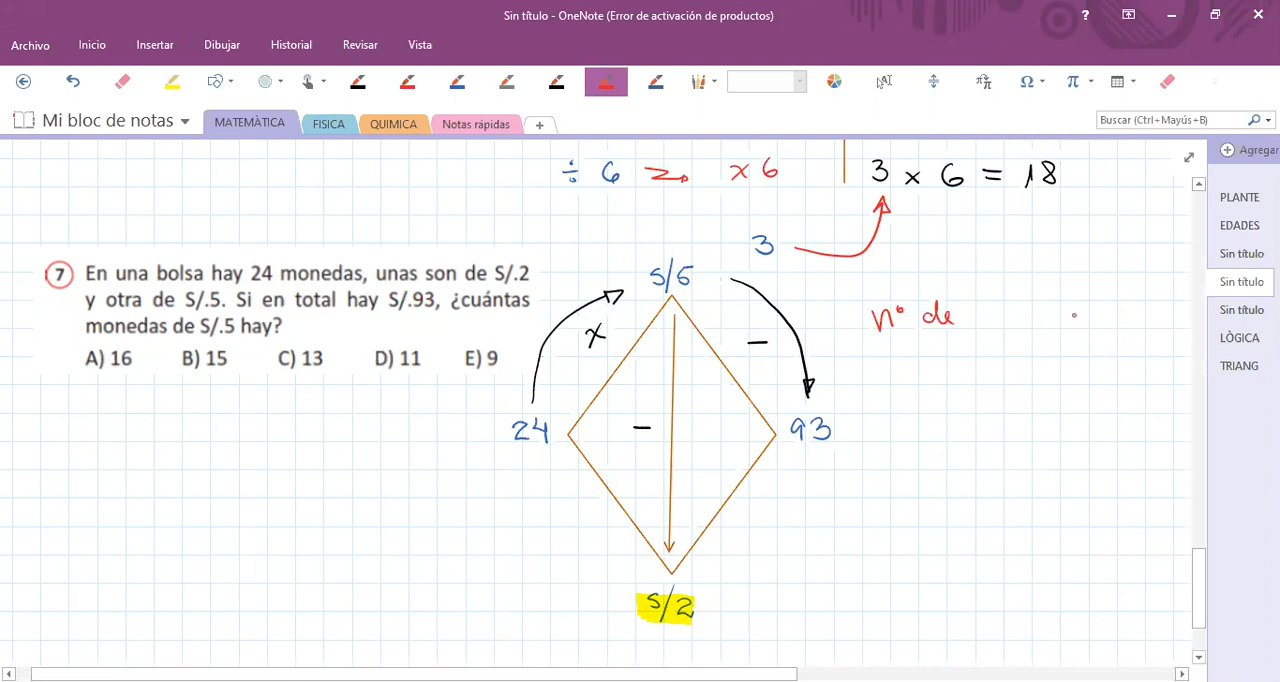 Sin título - OneNote (Error de activación de productos)
?
Archivo Inicio Insertar Dibujar Historial Revisar Vista
Mi bloc de notas MATEMÀTICA FISICA QUIMICA Notas rápidas +
Buscar (Ctrl+Mayús+B)
Agregar
PLANTE
EDADES
Sin título
Sin título
Sin título
LÒGICA
TRIANG
÷ 6 × 6
3 × 6 = 18
3
7 En una bolsa hay 24 monedas, unas son de S/.2
y otra de S/.5. Si en total hay S/.93, ¿cuántas
monedas de S/.5 hay?
A) 16 B) 15 C) 13 D) 11 E) 9
S/5
n° de
x
−
24
−
93
S/2